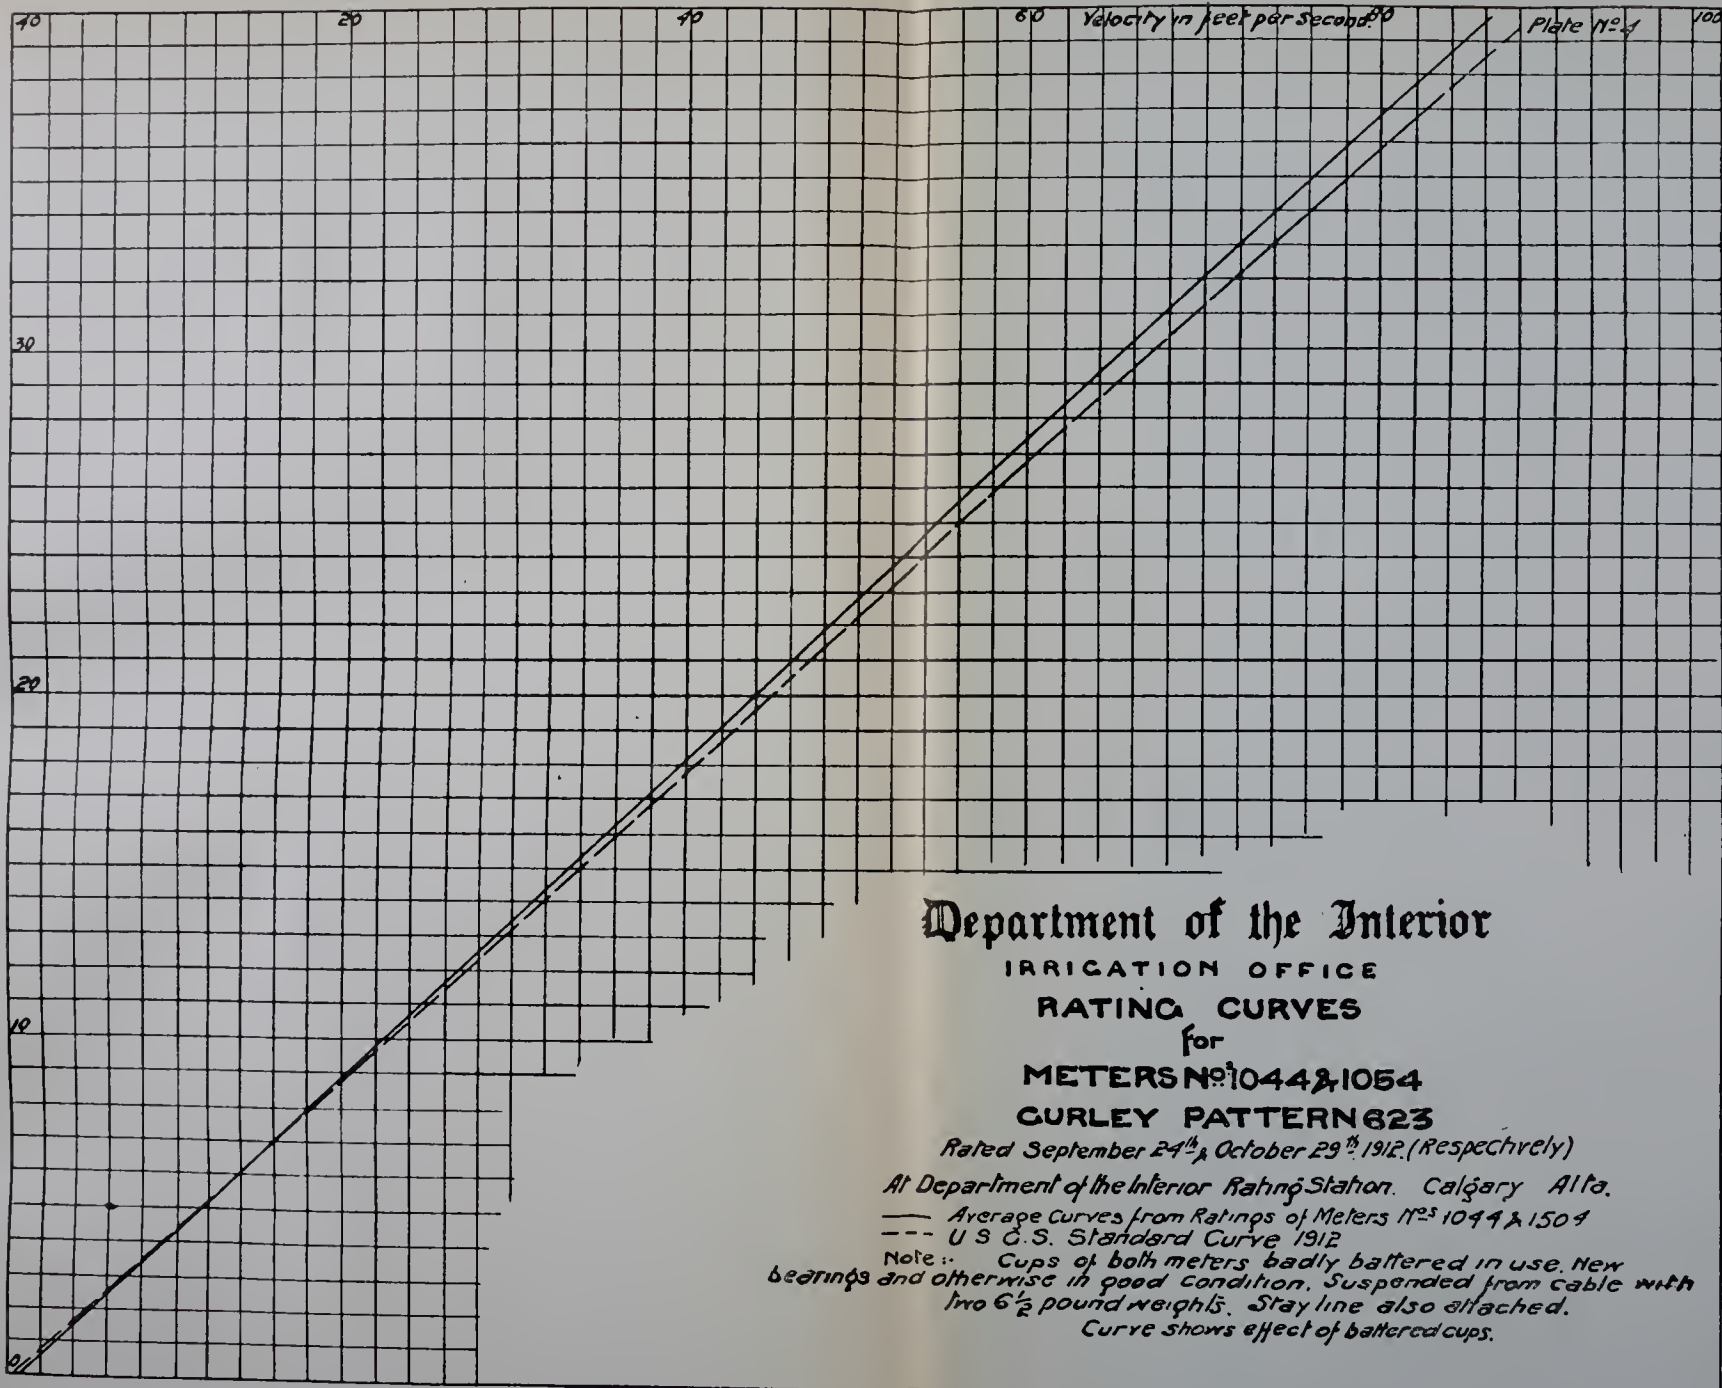 40 20 40 60 Velocity in feet per second. 80 100
Plate Nº 4
30
20
10
0
Department of the Interior
IRRIGATION OFFICE
RATING CURVES
for
METERS Nos 1044 & 1054
GURLEY PATTERN 623
Rated September 24th & October 29th 1912. (Respectively)
At Department of the Interior Rating Station. Calgary Alta.
Average Curves from Ratings of Meters Nos 1044 & 1504
U S G.S. Standard Curve 1912
Note:- Cups of both meters badly battered in use. New
bearings and otherwise in good condition. Suspended from cable with
two 6½ pound weights. Stay line also attached.
Curve shows effect of battered cups.